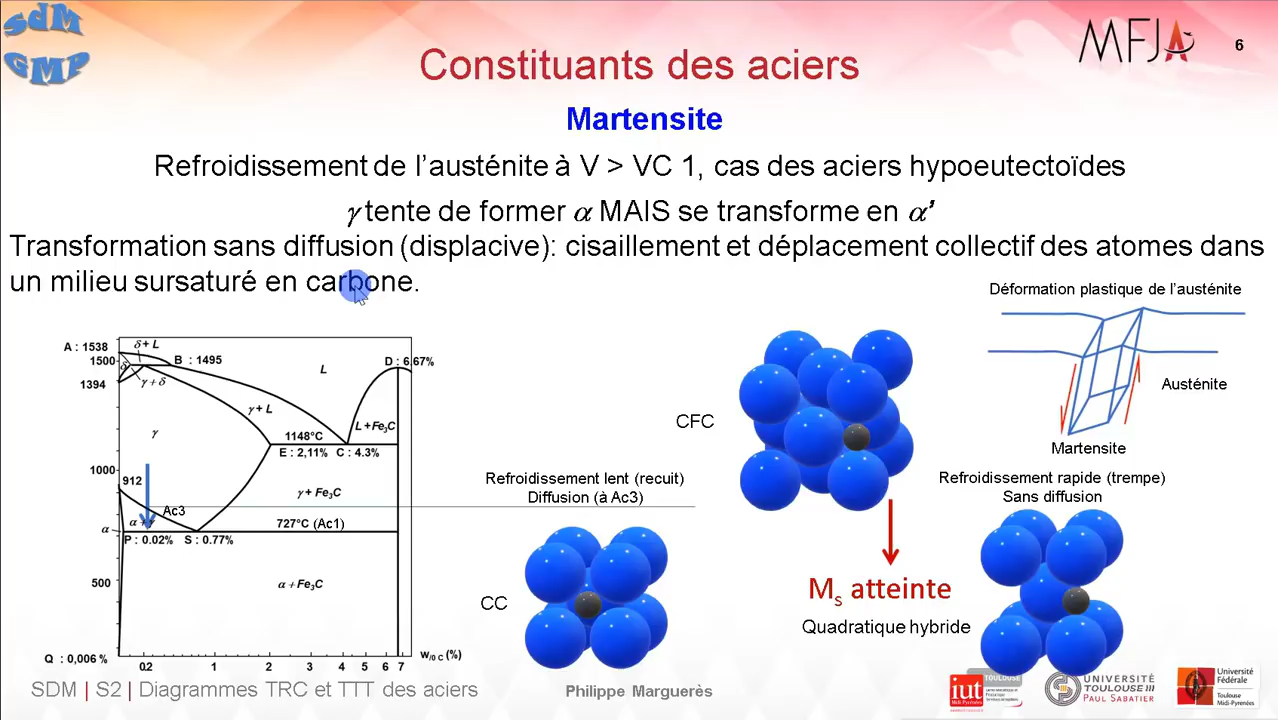 SdM
GMP
MFJA
6
Constituants des aciers
Martensite
Refroidissement de l’austénite à V > VC 1, cas des aciers hypoeutectoïdes
γ tente de former α MAIS se transforme en α’
Transformation sans diffusion (displacive): cisaillement et déplacement collectif des atomes dans
un milieu sursaturé en carbone.
Déformation plastique de l’austénite
Austénite
Martensite
A : 1538
δ + L
1500
B : 1495
D : 6,67%
L
δ
1394
γ + δ
γ + L
L + Fe3C
γ
1148°C
E : 2,11% C : 4.3%
1000
912
γ + Fe3C
Ac3
α + γ
727°C (Ac1)
α
P : 0.02% S : 0.77%
500
α + Fe3C
Q : 0,006 %
0.2 1 2 3 4 5 6 7
w/0 C (%)
CFC
Refroidissement lent (recuit)
Diffusion (à Ac3)
CC
Refroidissement rapide (trempe)
Sans diffusion
Ms atteinte
Quadratique hybride
SDM | S2 | Diagrammes TRC et TTT des aciers
Philippe Marguerès
iut
Midi-Pyrénées
TOULOUSE
UNIVERSITÉ
TOULOUSE III
PAUL SABATIER
Université
Fédérale
Toulouse
Midi-Pyrénées